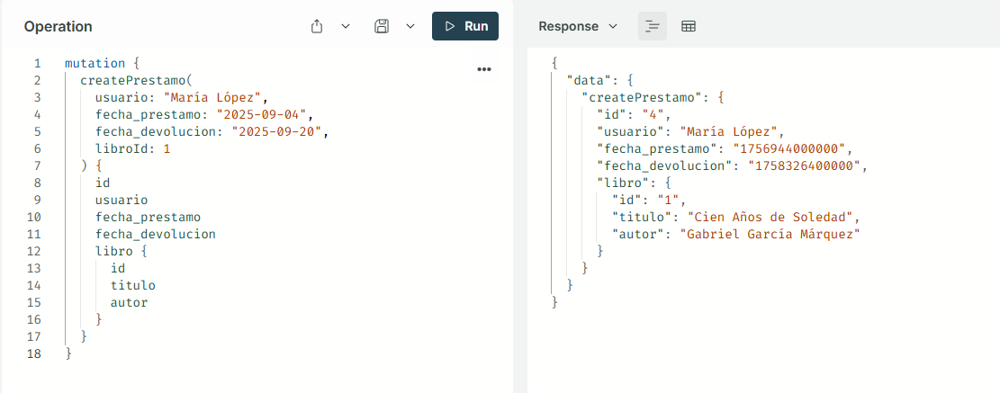 Operation
Run
1 mutation {
2 createPrestamo(
3 usuario: "María López",
4 fecha_prestamo: "2025-09-04",
5 fecha_devolucion: "2025-09-20",
6 libroId: 1
7 ) {
8 id
9 usuario
10 fecha_prestamo
11 fecha_devolucion
12 libro {
13 id
14 titulo
15 autor
16 }
17 }
18 }
Response
{
"data": {
"createPrestamo": {
"id": "4",
"usuario": "María López",
"fecha_prestamo": "1756944000000",
"fecha_devolucion": "1758326400000",
"libro": {
"id": "1",
"titulo": "Cien Años de Soledad",
"autor": "Gabriel García Márquez"
}
}
}
}